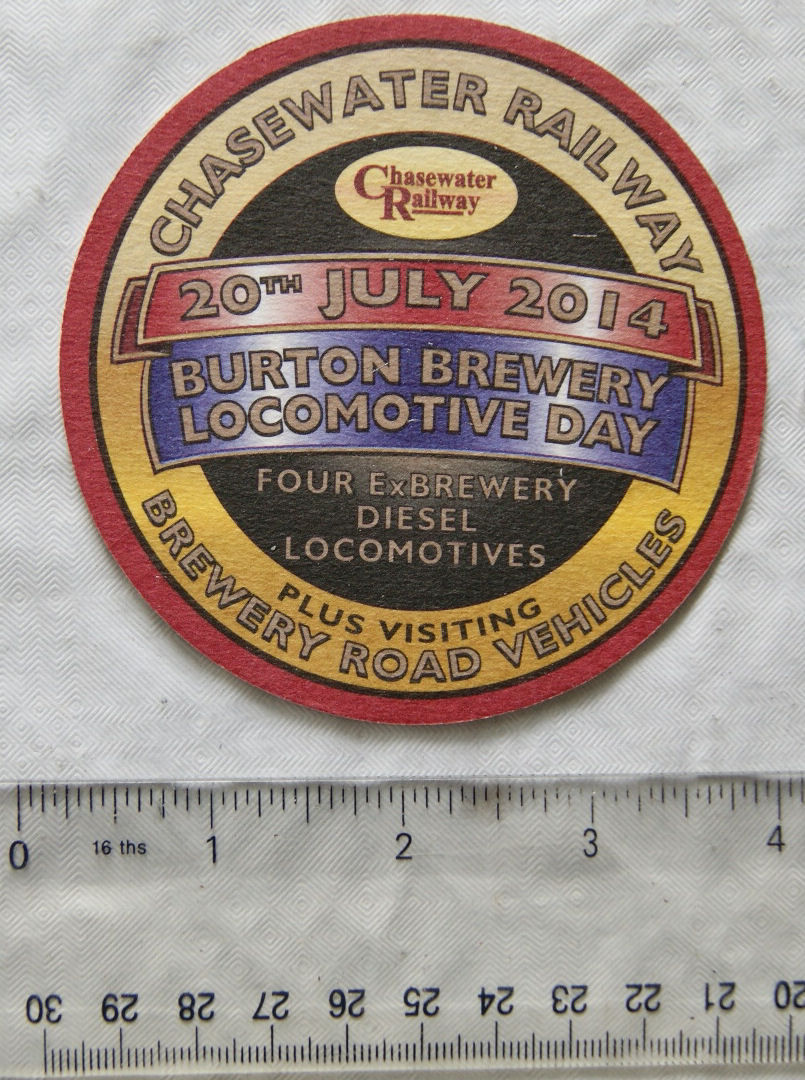 CHASEWATER RAILWAY
Chasewater
Railway
20TH JULY 2014
BURTON BREWERY
LOCOMOTIVE DAY
FOUR ExBREWERY
DIESEL
LOCOMOTIVES
PLUS VISITING
BREWERY ROAD VEHICLES
0 16 ths 1 2 3 4
30 29 28 27 26 25 24 23 22 21 20